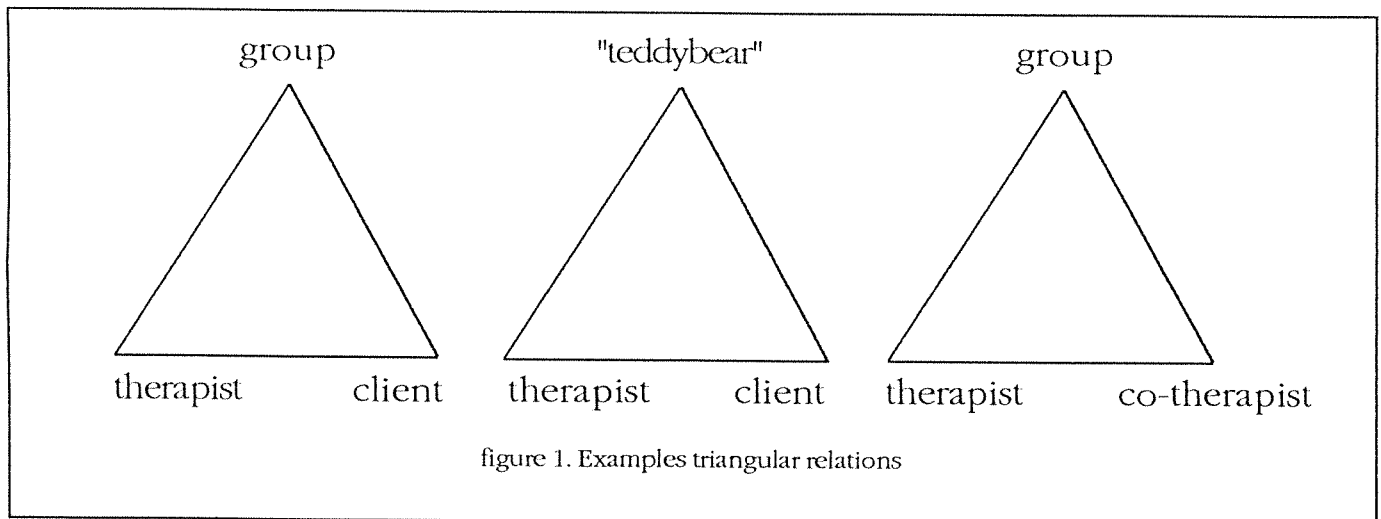 group "teddybear" group
therapist client therapist client therapist co-therapist
figure 1. Examples triangular relations